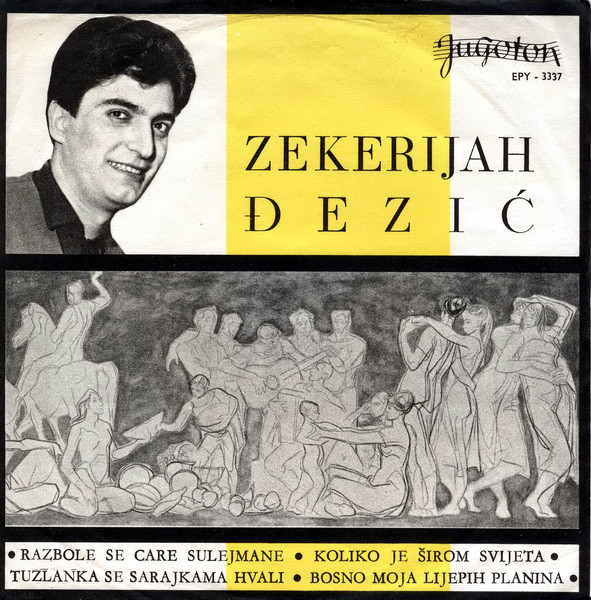 Jugoton
EPY - 3337
ZEKERIJAH
ĐEZIĆ
• RAZBOLE SE CARE SULEJMANE • KOLIKO JE ŠIROM SVIJETA •
TUZLANKA SE SARAJKAMA HVALI • BOSNO MOJA LIJEPIH PLANINA •